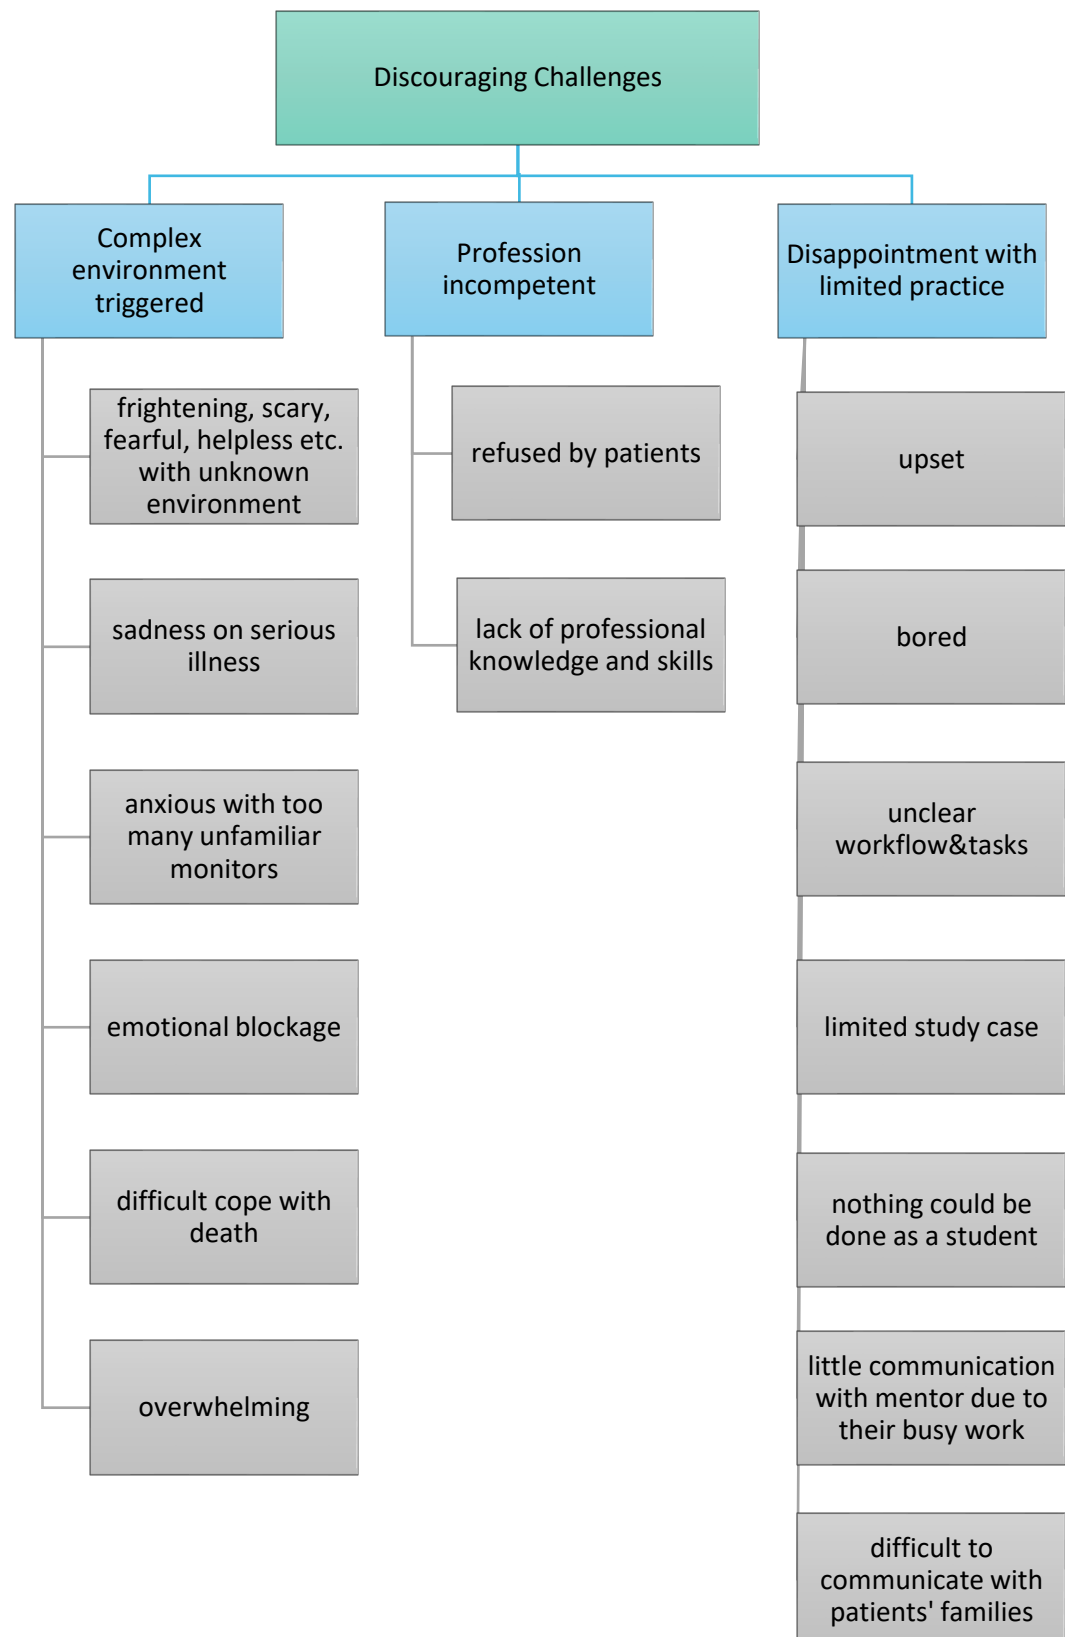 Discouraging Challenges
Complex
environment
triggered
frightening, scary,
fearful, helpless etc.
with unknown
environment
sadness on serious
illness
anxious with too
many unfamiliar
monitors
emotional blockage
difficult cope with
death
overwhelming
Profession
incompetent
refused by patients
lack of professional
knowledge and skills
Disappointment with
limited practice
upset
bored
unclear
workflow&tasks
limited study case
nothing could be
done as a student
little communication
with mentor due to
their busy work
difficult to
communicate with
patients' families